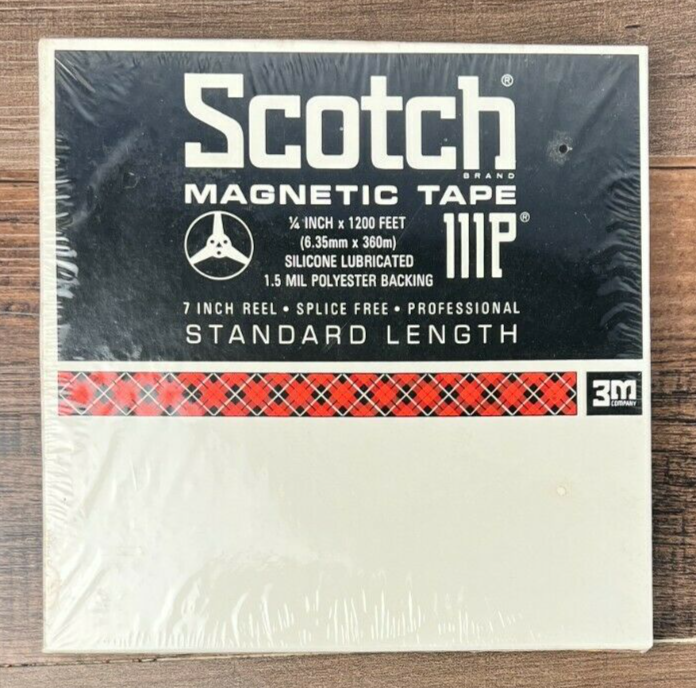 Scotch®
BRAND
MAGNETIC TAPE
¼ INCH x 1200 FEET
(6.35mm x 360m)
SILICONE LUBRICATED
1.5 MIL POLYESTER BACKING
111P®
7 INCH REEL • SPLICE FREE • PROFESSIONAL
STANDARD LENGTH
3M
COMPANY